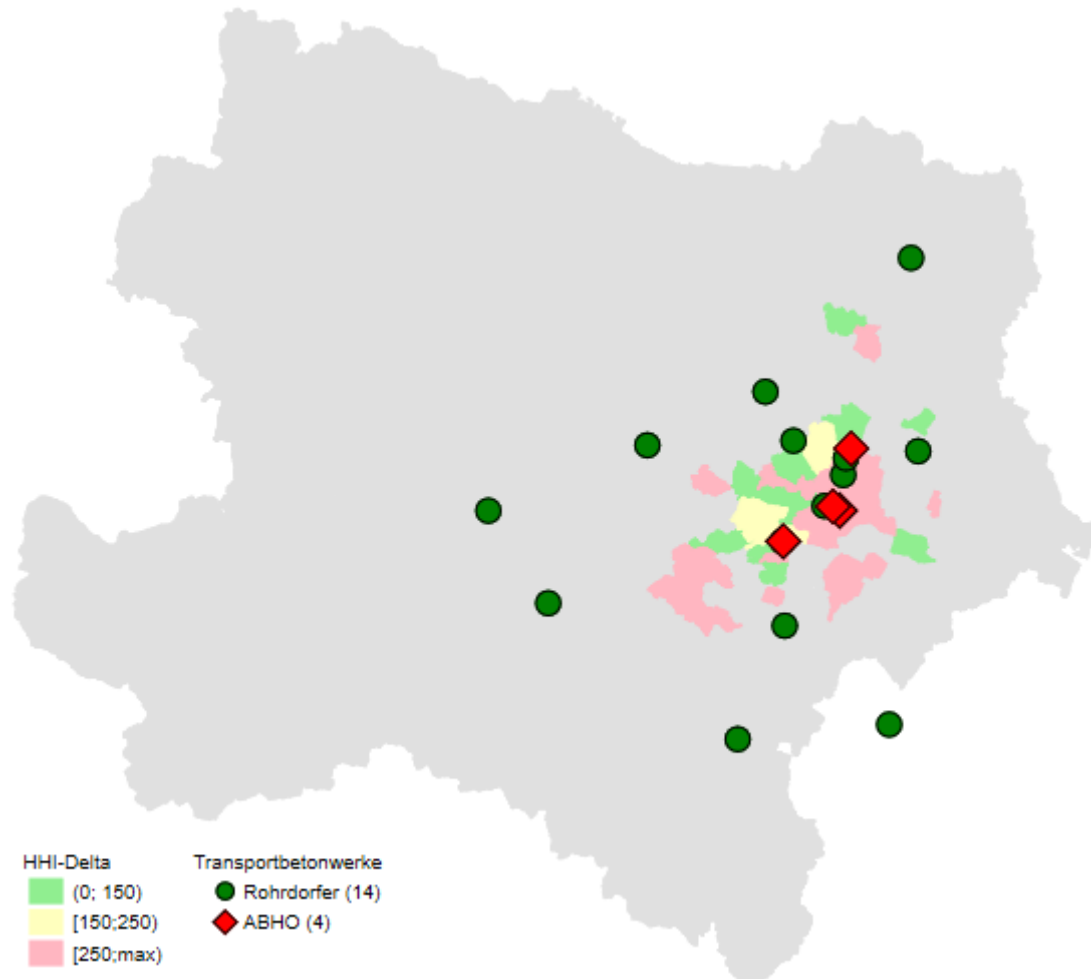 HHI-Delta
(0; 150)
[150;250)
[250;max)
Transportbetonwerke
Rohrdorfer (14)
ABHO (4)